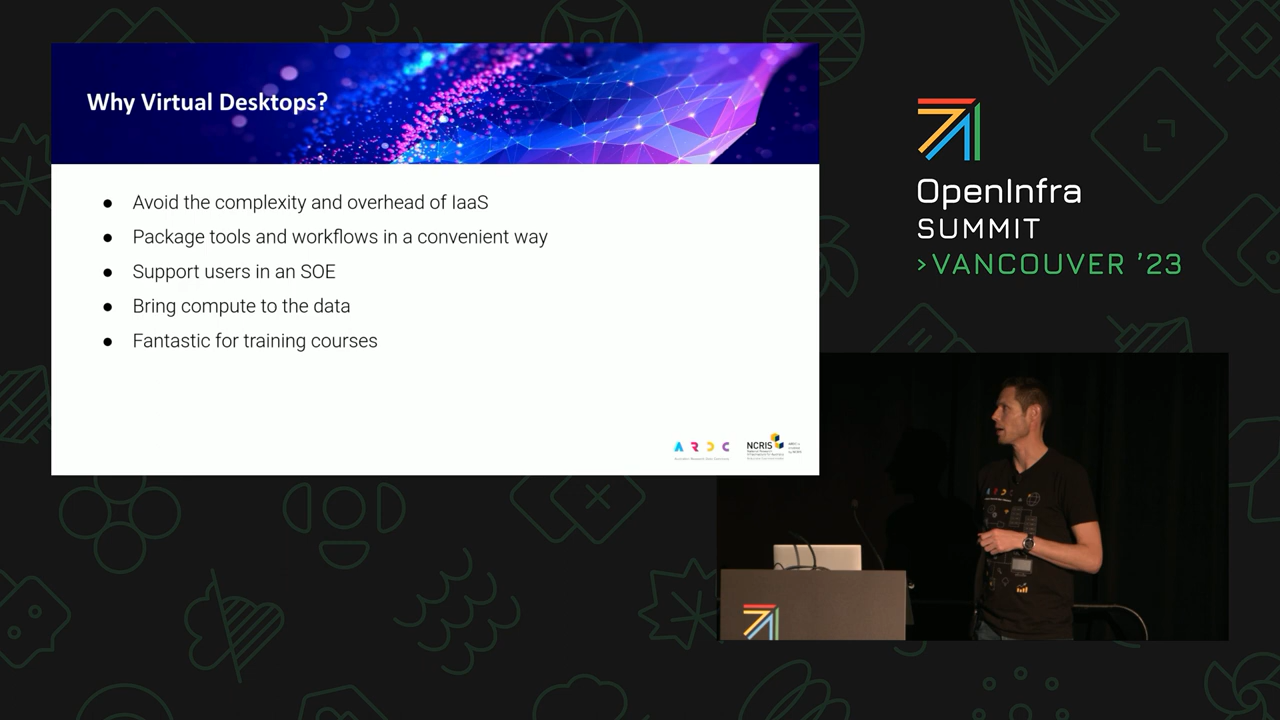 Why Virtual Desktops?
● Avoid the complexity and overhead of IaaS
● Package tools and workflows in a convenient way
● Support users in an SOE
● Bring compute to the data
● Fantastic for training courses
ARDC
NCRIS
OpenInfra
SUMMIT
>VANCOUVER ’23
ARDC